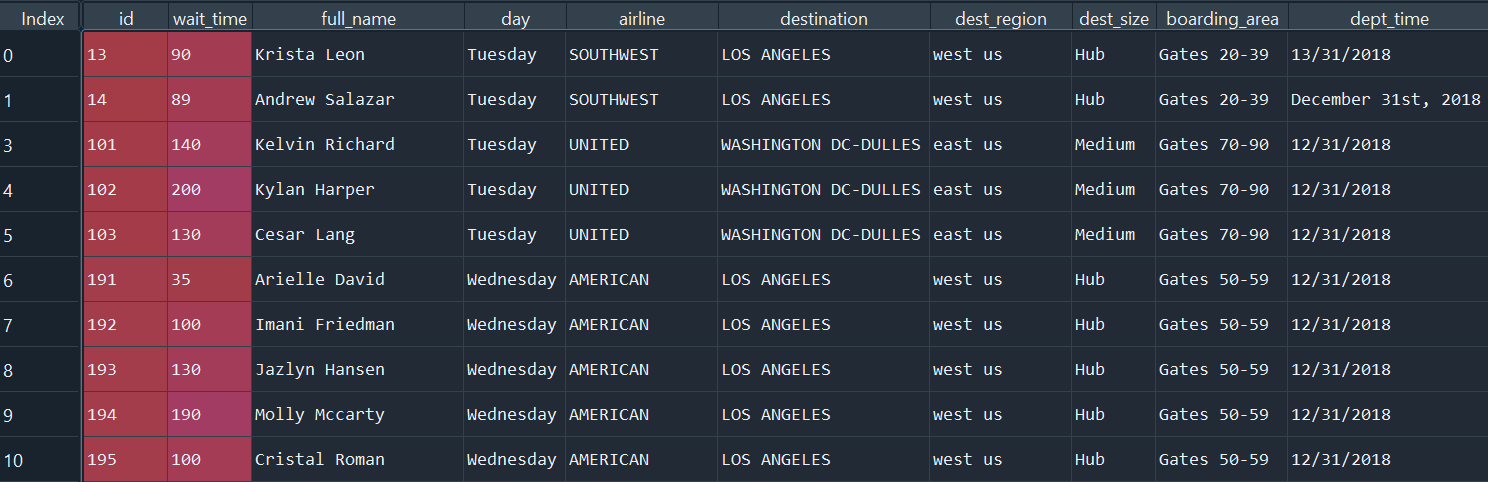 Index id wait_time full_name day airline destination dest_region dest_size boarding_area dept_time
0 13 90 Krista Leon Tuesday SOUTHWEST LOS ANGELES west us Hub Gates 20-39 13/31/2018
1 14 89 Andrew Salazar Tuesday SOUTHWEST LOS ANGELES west us Hub Gates 20-39 December 31st, 2018
3 101 140 Kelvin Richard Tuesday UNITED WASHINGTON DC-DULLES east us Medium Gates 70-90 12/31/2018
4 102 200 Kylan Harper Tuesday UNITED WASHINGTON DC-DULLES east us Medium Gates 70-90 12/31/2018
5 103 130 Cesar Lang Tuesday UNITED WASHINGTON DC-DULLES east us Medium Gates 70-90 12/31/2018
6 191 35 Arielle David Wednesday AMERICAN LOS ANGELES west us Hub Gates 50-59 12/31/2018
7 192 100 Imani Friedman Wednesday AMERICAN LOS ANGELES west us Hub Gates 50-59 12/31/2018
8 193 130 Jazlyn Hansen Wednesday AMERICAN LOS ANGELES west us Hub Gates 50-59 12/31/2018
9 194 190 Molly Mccarty Wednesday AMERICAN LOS ANGELES west us Hub Gates 50-59 12/31/2018
10 195 100 Cristal Roman Wednesday AMERICAN LOS ANGELES west us Hub Gates 50-59 12/31/2018